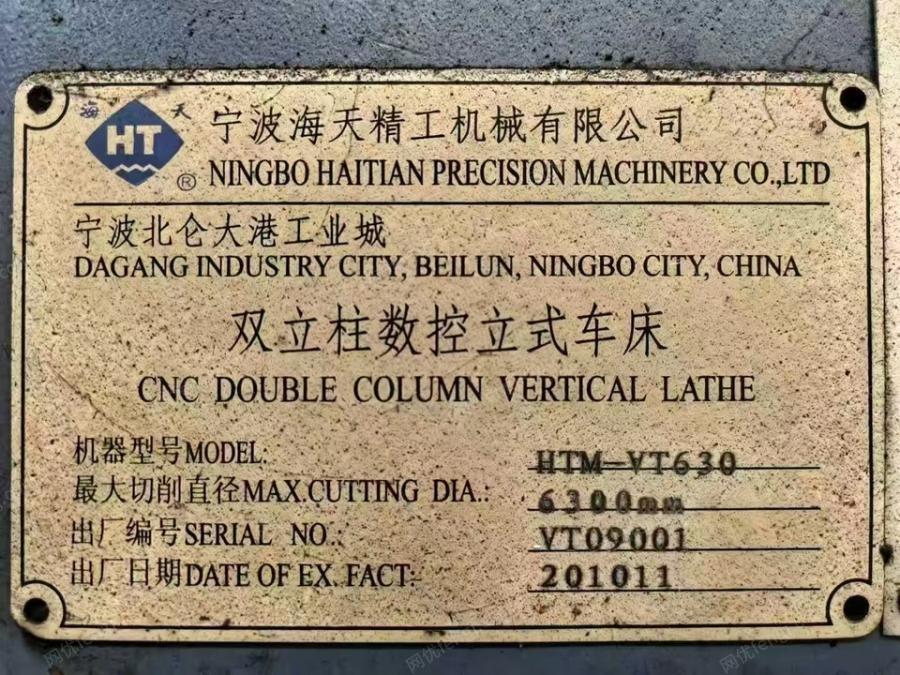 海天
HT
®
宁波海天精工机械有限公司
NINGBO HAITIAN PRECISION MACHINERY CO.,LTD
宁波北仑大港工业城
DAGANG INDUSTRY CITY, BEILUN, NINGBO CITY, CHINA
双立柱数控立式车床
CNC DOUBLE COLUMN VERTICAL LATHE
机器型号MODEL: HTM-VT630
最大切削直径MAX.CUTTING DIA.: 6300mm
出厂编号SERIAL NO.: VT09001
出厂日期DATE OF EX. FACT: 201011